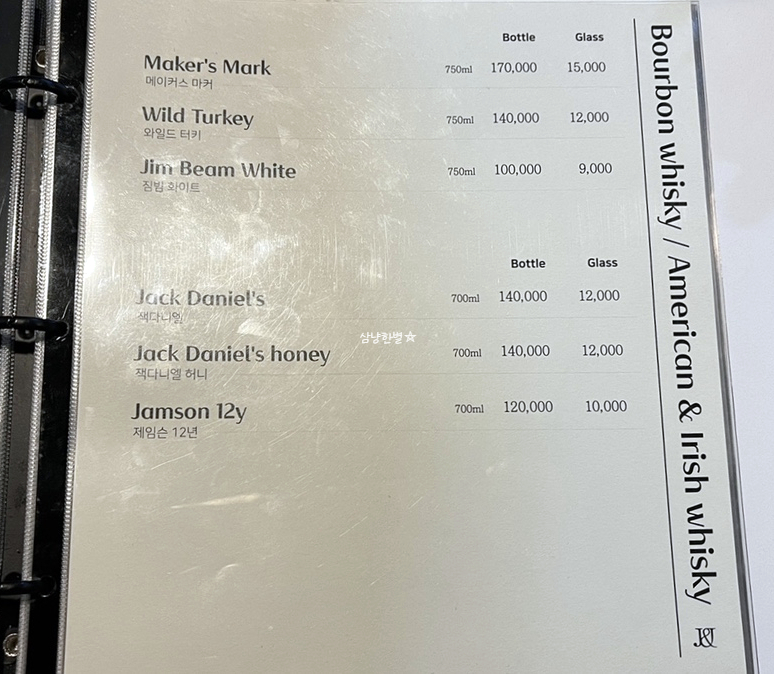 Bottle Glass
Maker's Mark 750ml 170,000 15,000
메이커스 마커
Wild Turkey 750ml 140,000 12,000
와일드 터키
Jim Beam White 750ml 100,000 9,000
짐빔 화이트
Bottle Glass
Jack Daniel's 700ml 140,000 12,000
잭다니엘
삼냥한별☆
Jack Daniel's honey 700ml 140,000 12,000
잭다니엘 허니
Jamson 12y 700ml 120,000 10,000
제임슨 12년
Bourbon whisky / American & Irish whisky
J&J